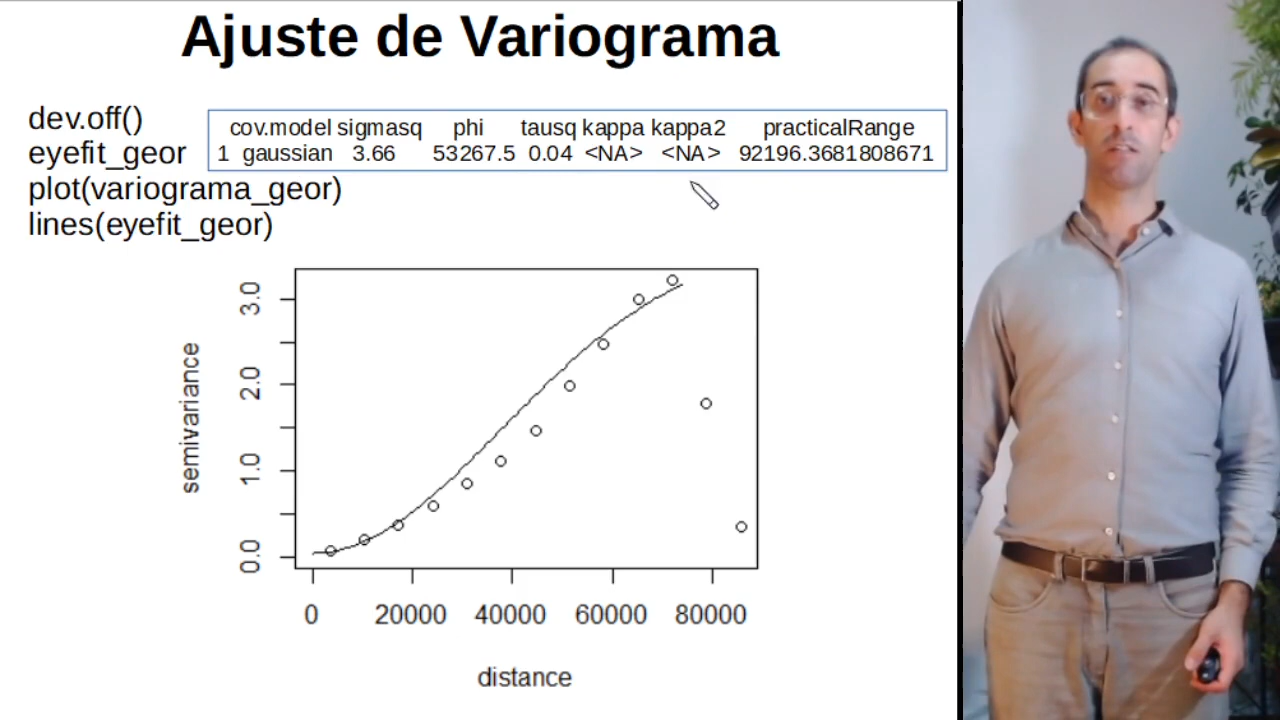 Ajuste de Variograma
dev.off()
eyefit_geor
plot(variograma_geor)
lines(eyefit_geor)
cov.model sigmasq phi tausq kappa kappa2 practicalRange
1 gaussian 3.66 53267.5 0.04 <NA> <NA> 92196.3681808671
semivariance
3.0
2.0
1.0
0.0
0 20000 40000 60000 80000
distance